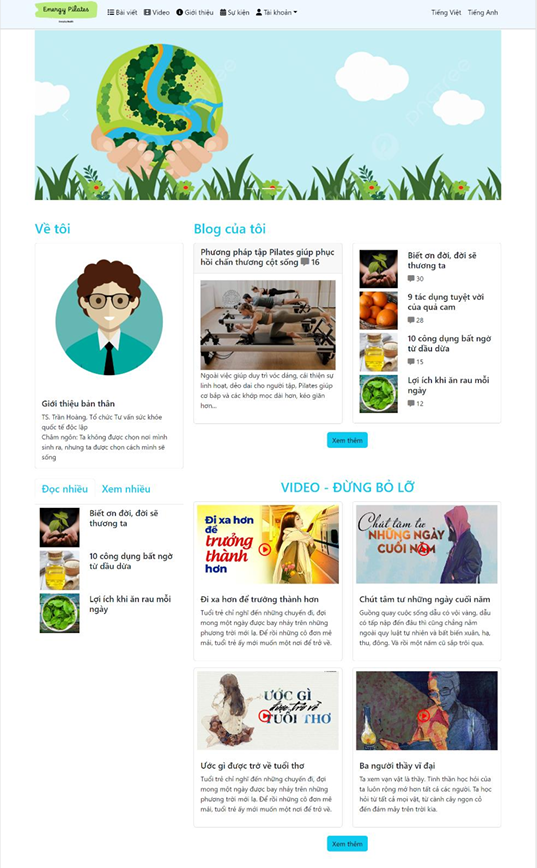 Energy Pilates
Bài viết Video Giới thiệu Sự kiện Tài khoản Tiếng Việt Tiếng Anh
Về tôi
Giới thiệu bản thân
TS. Trần Hoàng, Tổ chức Tư vấn sức khỏe
quốc tế độc lập
Châm ngôn: Ta không được chọn nơi mình
sinh ra, nhưng ta được chọn cách mình sẽ
sống
Blog của tôi
Phương pháp tập Pilates giúp phục
hồi chấn thương cột sống 16
Ngoài việc giúp duy trì vóc dáng, cải thiện sự
linh hoạt, dẻo dai cho người tập, Pilates giúp
cơ bắp và các khớp mọc dài hơn, kéo giãn
hơn...
Biết ơn đời, đời sẽ
thương ta
30
9 tác dụng tuyệt vời
của quả cam
28
10 công dụng bất ngờ
từ dầu dừa
15
Lợi ích khi ăn rau mỗi
ngày
12
Xem thêm
Đọc nhiều Xem nhiều
Biết ơn đời, đời sẽ
thương ta
10 công dụng bất ngờ
từ dầu dừa
Lợi ích khi ăn rau mỗi
ngày
VIDEO - ĐỪNG BỎ LỠ
Đi xa hơn
để
trưởng
thành
hơn
Đi xa hơn để trưởng thành hơn
Tuổi trẻ chỉ nghĩ đến những chuyến đi, đợi
mong một ngày được bay nhảy trên những
phương trời mới lạ. Để rồi những cô đơn mê
mải, tuổi trẻ ấy mới muốn một nơi để trở về.
Chút tâm tư
NHỮNG NGÀY
CUỐI NĂM
Chút tâm tư những ngày cuối năm
Guồng quay cuộc sống dẫu có vội vàng, dẫu
có tấp nập đến đâu thì cũng chẳng nằm
ngoài quy luật tự nhiên và bất biến xuân, hạ,
thu, đông. Và rồi một năm cũ sắp trôi qua.
ƯỚC GÌ
được trở về
TUỔI THƠ
Ước gì được trở về tuổi thơ
Tuổi trẻ chỉ nghĩ đến những chuyến đi, đợi
mong một ngày được bay nhảy trên những
phương trời mới lạ. Để rồi những cô đơn mê
mải, tuổi trẻ ấy mới muốn một nơi để trở về.
Ba người thầy vĩ đại
Ta xem vạn vật là thầy. Tinh thần học hỏi của
ta luôn rộng mở hơn tất cả các người. Ta học
hỏi từ tất cả mọi vật, từ cành cây ngọn cỏ
đến đám mây trên trời kia.
Xem thêm